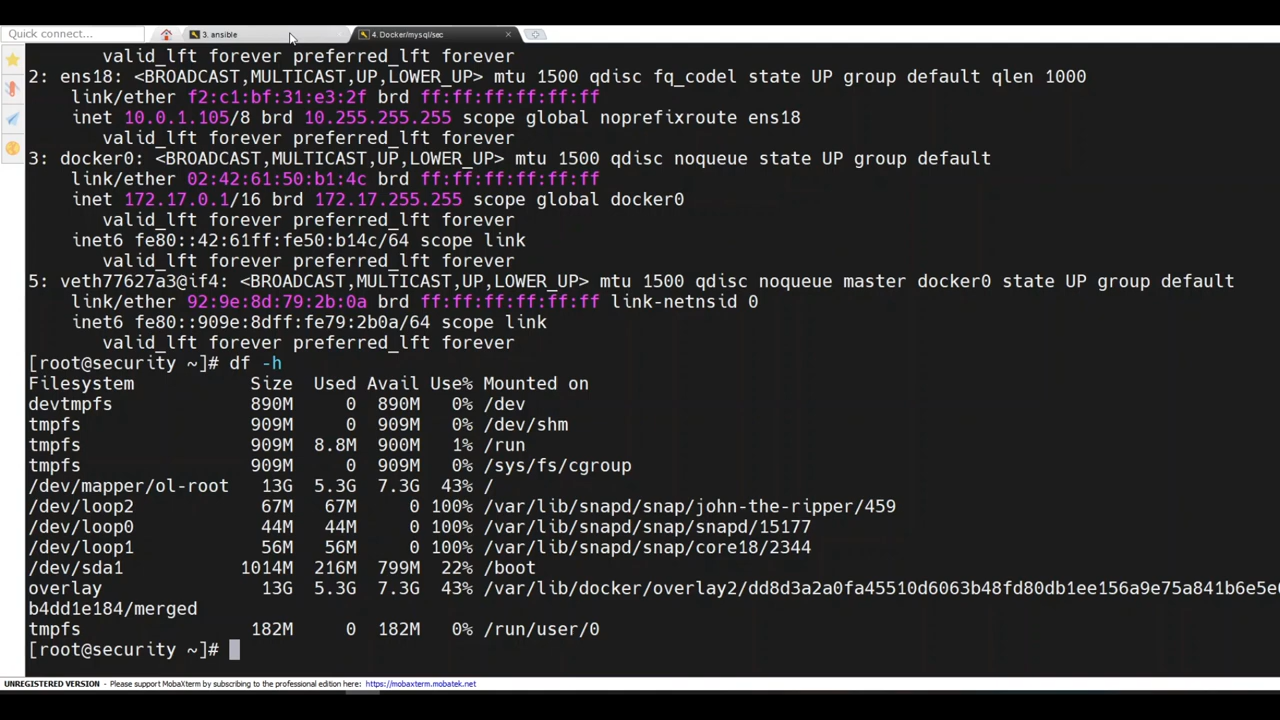 Quick connect...
3. ansible
4. Docker/mysql/sec
valid_lft forever preferred_lft forever
2: ens18: <BROADCAST,MULTICAST,UP,LOWER_UP> mtu 1500 qdisc fq_codel state UP group default qlen 1000
link/ether f2:c1:bf:31:e3:2f brd ff:ff:ff:ff:ff:ff
inet 10.0.1.105/8 brd 10.255.255.255 scope global noprefixroute ens18
valid_lft forever preferred_lft forever
3: docker0: <BROADCAST,MULTICAST,UP,LOWER_UP> mtu 1500 qdisc noqueue state UP group default
link/ether 02:42:61:50:b1:4c brd ff:ff:ff:ff:ff:ff
inet 172.17.0.1/16 brd 172.17.255.255 scope global docker0
valid_lft forever preferred_lft forever
inet6 fe80::42:61ff:fe50:b14c/64 scope link
valid_lft forever preferred_lft forever
5: veth77627a3@if4: <BROADCAST,MULTICAST,UP,LOWER_UP> mtu 1500 qdisc noqueue master docker0 state UP group default
link/ether 92:9e:8d:79:2b:0a brd ff:ff:ff:ff:ff:ff link-netnsid 0
inet6 fe80::909e:8dff:fe79:2b0a/64 scope link
valid_lft forever preferred_lft forever
[root@security ~]# df -h
Filesystem Size Used Avail Use% Mounted on
devtmpfs 890M 0 890M 0% /dev
tmpfs 909M 0 909M 0% /dev/shm
tmpfs 909M 8.8M 900M 1% /run
tmpfs 909M 0 909M 0% /sys/fs/cgroup
/dev/mapper/ol-root 13G 5.3G 7.3G 43% /
/dev/loop2 67M 67M 0 100% /var/lib/snapd/snap/john-the-ripper/459
/dev/loop0 44M 44M 0 100% /var/lib/snapd/snap/snapd/15177
/dev/loop1 56M 56M 0 100% /var/lib/snapd/snap/core18/2344
/dev/sda1 1014M 216M 799M 22% /boot
overlay 13G 5.3G 7.3G 43% /var/lib/docker/overlay2/dd8d3a2a0fa45510d6063b48fd80db1ee156a9e75a841b6e5e
b4dd1e184/merged
tmpfs 182M 0 182M 0% /run/user/0
[root@security ~]#
UNREGISTERED VERSION - Please support MobaXterm by subscribing to the professional edition here: https://mobaxterm.mobatek.net